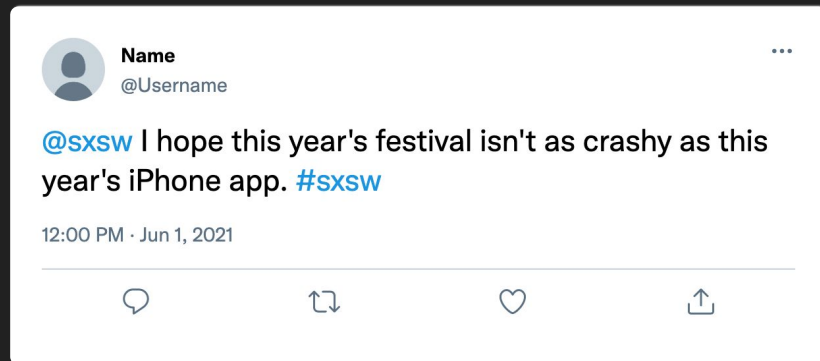 Name
@Username
@sxsw I hope this year's festival isn't as crashy as this
year's iPhone app. #sxsw
12:00 PM · Jun 1, 2021